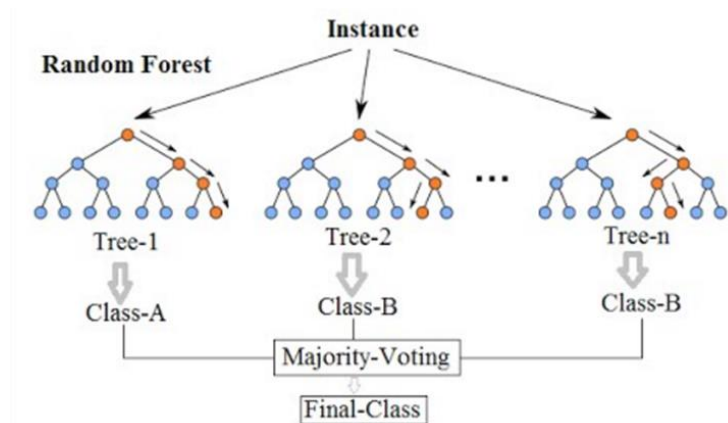 Instance
Random Forest
...
Tree-1 Tree-2 Tree-n
Class-A Class-B Class-B
Majority-Voting
Final-Class